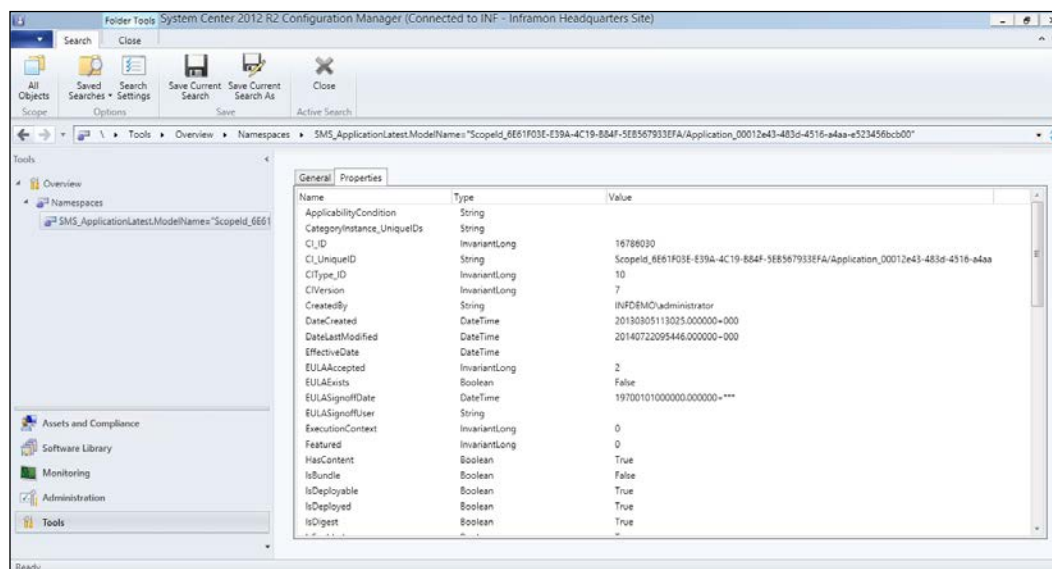 Folder Tools System Center 2012 R2 Configuration Manager (Connected to INF - Inframon Headquarters Site)
Search Close
All Objects
Saved Searches
Search Settings
Save Current Search
Save Current Search As
Close
Scope Options Save Active Search
\ Tools Overview Namespaces SMS_ApplicationLatest.ModelName="ScopeId_6E61F03E-E39A-4C19-B84F-5EB567933EFA/Application_00012e43-483d-4516-a4aa-e523456bcb00"
Tools
Overview
Namespaces
SMS_ApplicationLatest.ModelName="ScopeId_6E61
General Properties
Name Type Value
ApplicabilityCondition String
CategoryInstance_UniqueIDs String
CI_ID InvariantLong 16786030
CI_UniqueID String ScopeId_6E61F03E-E39A-4C19-B84F-5EB567933EFA/Application_00012e43-483d-4516-a4aa
CIType_ID InvariantLong 10
CIVersion InvariantLong 7
CreatedBy String INFDEMO\administrator
DateCreated DateTime 20130305113025.000000+000
DateLastModified DateTime 20140722095446.000000+000
EffectiveDate DateTime
EULAAccepted InvariantLong 2
EULAExists Boolean False
EULASignoffDate DateTime 19700101000000.000000+***
EULASignoffUser String
ExecutionContext InvariantLong 0
Featured InvariantLong 0
HasContent Boolean True
IsBundle Boolean False
IsDeployable Boolean True
IsDeployed Boolean True
IsDigest Boolean True
Assets and Compliance
Software Library
Monitoring
Administration
Tools
Ready